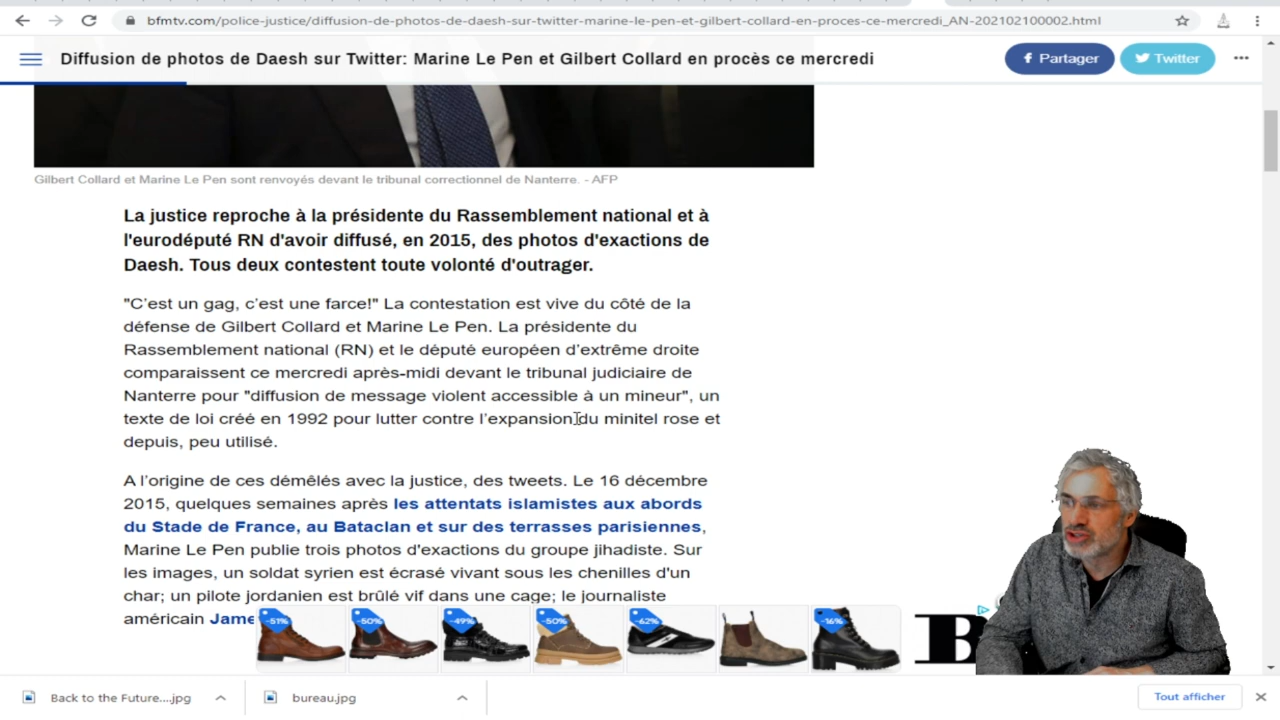 bfmtv.com/police-justice/diffusion-de-photos-de-daesh-sur-twitter-marine-le-pen-et-gilbert-collard-en-proces-ce-mercredi_AN-202102100002.html
Diffusion de photos de Daesh sur Twitter: Marine Le Pen et Gilbert Collard en procès ce mercredi
Partager
Twitter
Gilbert Collard et Marine Le Pen sont renvoyés devant le tribunal correctionnel de Nanterre. - AFP
La justice reproche à la présidente du Rassemblement national et à
l'eurodéputé RN d'avoir diffusé, en 2015, des photos d'exactions de
Daesh. Tous deux contestent toute volonté d'outrager.
"C'est un gag, c'est une farce!" La contestation est vive du côté de la
défense de Gilbert Collard et Marine Le Pen. La présidente du
Rassemblement national (RN) et le député européen d'extrême droite
comparaissent ce mercredi après-midi devant le tribunal judiciaire de
Nanterre pour "diffusion de message violent accessible à un mineur", un
texte de loi créé en 1992 pour lutter contre l'expansion du minitel rose et
depuis, peu utilisé.
A l'origine de ces démêlés avec la justice, des tweets. Le 16 décembre
2015, quelques semaines après les attentats islamistes aux abords
du Stade de France, au Bataclan et sur des terrasses parisiennes,
Marine Le Pen publie trois photos d'exactions du groupe jihadiste. Sur
les images, un soldat syrien est écrasé vivant sous les chenilles d'un
char; un pilote jordanien est brûlé vif dans une cage; le journaliste
américain Jame
-51%
-50%
-49%
-50%
-62%
-16%
B
Back to the Future....jpg
bureau.jpg
Tout afficher